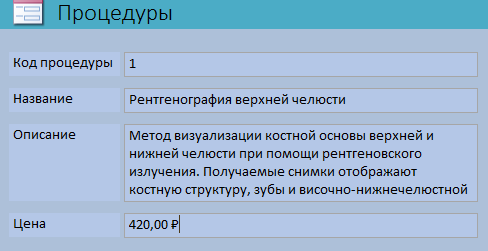 Процедуры
Код процедуры 1
Название Рентгенография верхней челюсти
Описание Метод визуализации костной основы верхней и
нижней челюсти при помощи рентгеновского
излучения. Получаемые снимки отображают
костную структуру, зубы и височно-нижнечелюстной
Цена 420,00 ₽